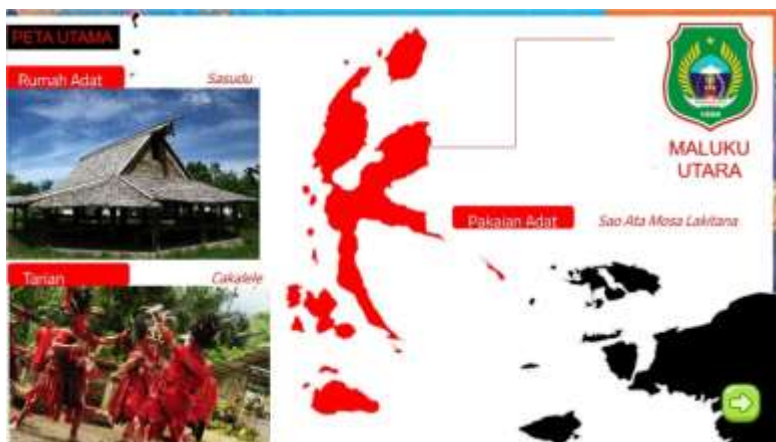 PETA UTAMA
Rumah Adat
Sasudu
MALUKU
UTARA
Pakaian Adat
Sao Ata Mosa Lakitana
Tarian
Cakalele